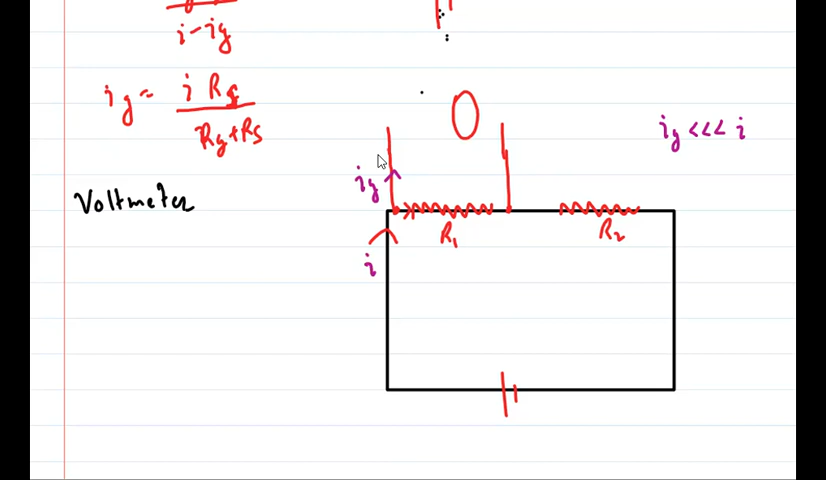 i - ig
ig = i Rs / Rg + Rs
ig <<< i
ig
Voltmeter
R1
R2
i